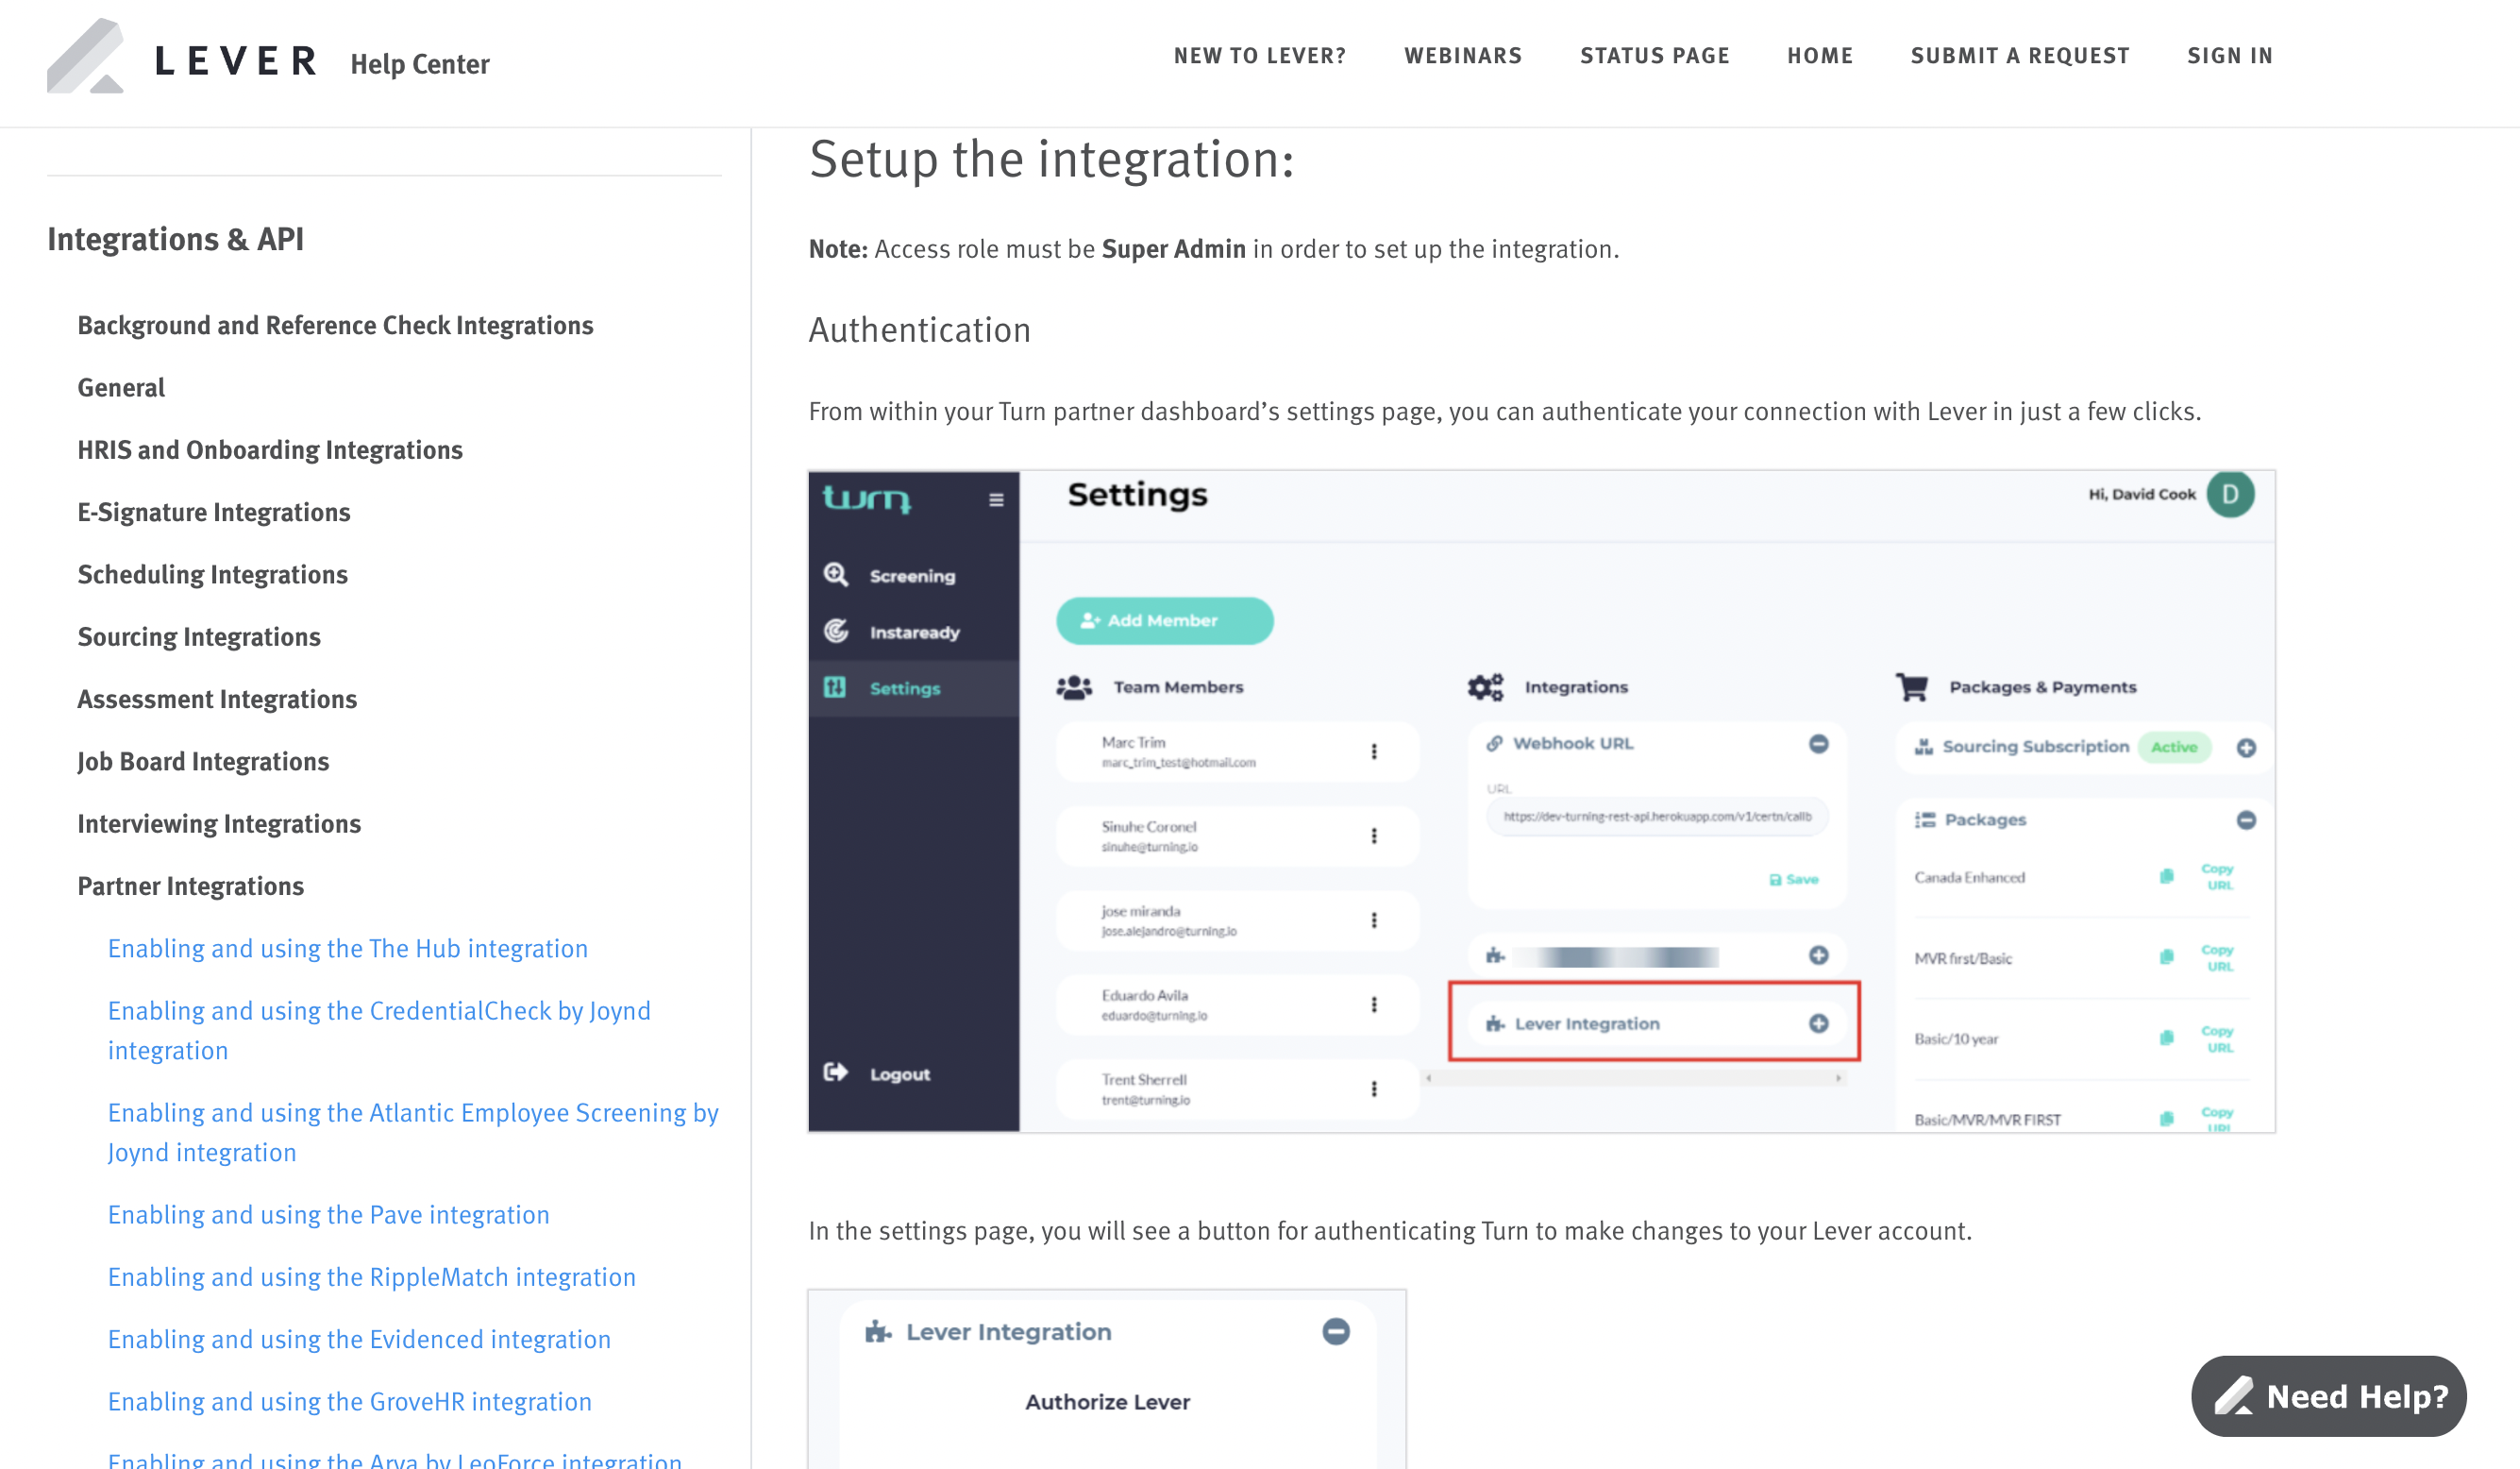 LEVER Help Center
NEW TO LEVER? WEBINARS STATUS PAGE HOME SUBMIT A REQUEST SIGN IN
Integrations & API
Background and Reference Check Integrations
General
HRIS and Onboarding Integrations
E-Signature Integrations
Scheduling Integrations
Sourcing Integrations
Assessment Integrations
Job Board Integrations
Interviewing Integrations
Partner Integrations
Enabling and using the The Hub integration
Enabling and using the CredentialCheck by Joynd
integration
Enabling and using the Atlantic Employee Screening by
Joynd integration
Enabling and using the Pave integration
Enabling and using the RippleMatch integration
Enabling and using the Evidenced integration
Enabling and using the GroveHR integration
Enabling and using the Arya by LeoForce integration
Setup the integration:
Note: Access role must be Super Admin in order to set up the integration.
Authentication
From within your Turn partner dashboard’s settings page, you can authenticate your connection with Lever in just a few clicks.
turn
Screening
Instaready
Settings
Logout
Settings
Hi, David Cook D
Add Member
Team Members
Marc Trim
marc_trim_test@hotmail.com
Sinuhe Coronel
sinuhe@turning.io
jose miranda
jose.alejandro@turning.io
Eduardo Avila
eduardo@turning.io
Trent Sherrell
trent@turning.io
Integrations
Webhook URL
URL
https://dev-turning-rest-api.herokuapp.com/v1/certn/callb
Save
Lever Integration
Packages & Payments
Sourcing Subscription Active
Packages
Canada Enhanced Copy
URL
MVR first/Basic Copy
URL
Basic/10 year Copy
URL
Basic/MVR/MVR FIRST Copy
URL
In the settings page, you will see a button for authenticating Turn to make changes to your Lever account.
Lever Integration
Authorize Lever
Need Help?